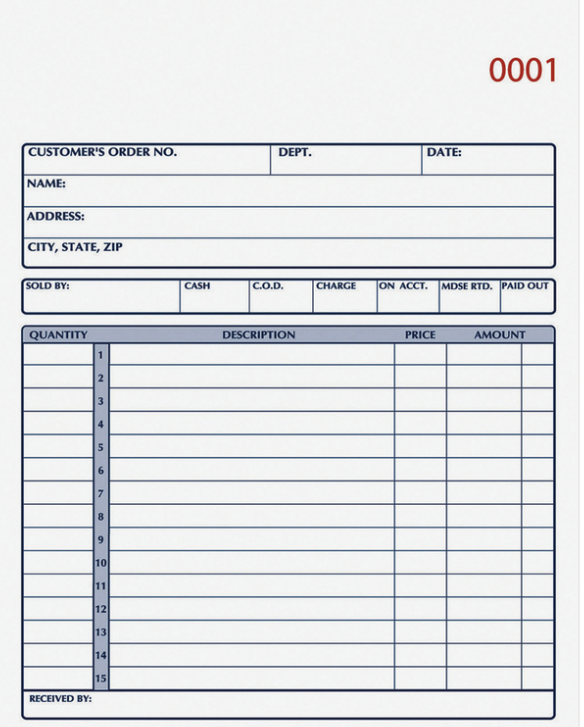 0001
CUSTOMER'S ORDER NO. DEPT. DATE:
NAME:
ADDRESS:
CITY, STATE, ZIP
SOLD BY: CASH C.O.D. CHARGE ON ACCT. MDSE RTD. PAID OUT
QUANTITY DESCRIPTION PRICE AMOUNT
1
2
3
4
5
6
7
8
9
10
11
12
13
14
15
RECEIVED BY: